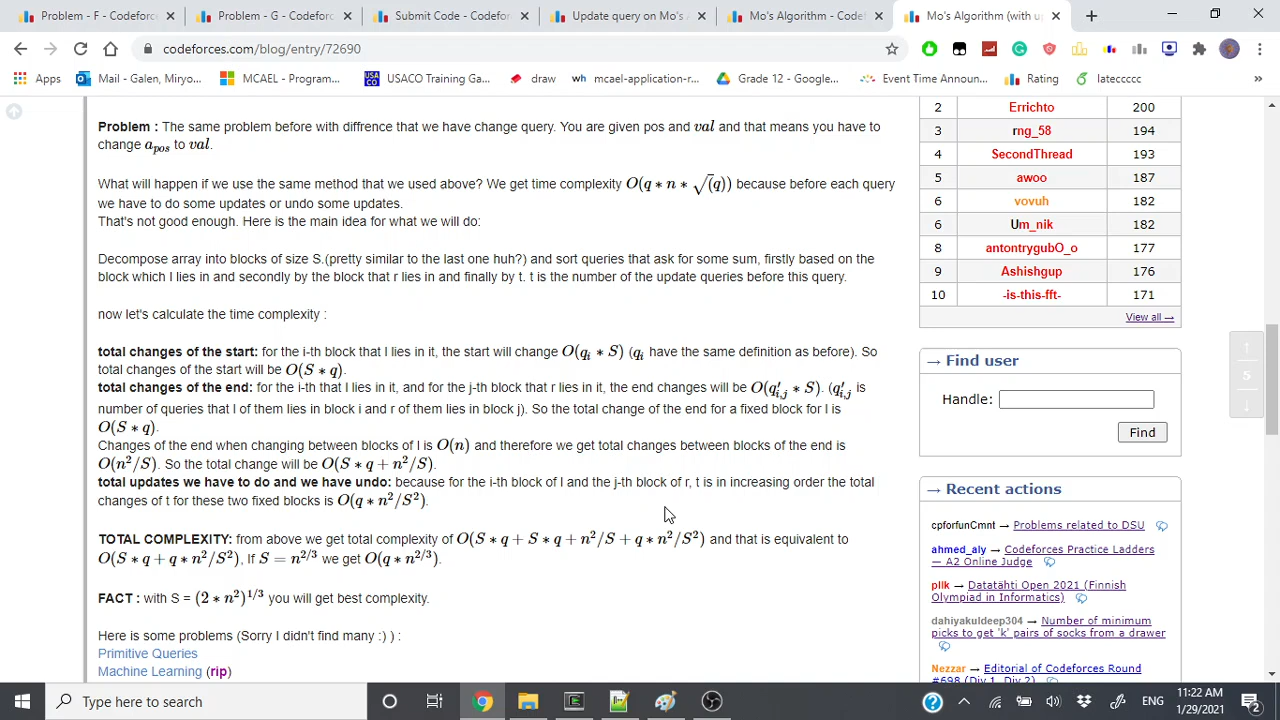 Problem - F - Codeforc
Problem - G - Codeforc
Submit Code - Codefor
Update query on Mo's
Mo's Algorithm - Code
Mo's Algorithm (with up
codeforces.com/blog/entry/72690
Apps
Mail - Galen, Miryo...
MCAEL - Program...
USACO Training Ga...
draw
mcael-application-r...
Grade 12 - Google...
Event Time Announ...
Rating
lateccccc
»
Problem : The same problem before with diffrence that we have change query. You are given pos and val and that means you have to
change a_pos to val.
What will happen if we use the same method that we used above? We get time complexity O(q * n * √(q)) because before each query
we have to do some updates or undo some updates.
That's not good enough. Here is the main idea for what we will do:
Decompose array into blocks of size S.(pretty similar to the last one huh?) and sort queries that ask for some sum, firstly based on the
block which l lies in and secondly by the block that r lies in and finally by t. t is the number of the update queries before this query.
now let's calculate the time complexity :
total changes of the start: for the i-th block that l lies in it, the start will change O(q_i * S) (q_i have the same definition as before). So
total changes of the start will be O(S * q).
total changes of the end: for the i-th that l lies in it, and for the j-th block that r lies in it, the end changes will be O(q'_i,j * S). (q'_i,j is
number of queries that l of them lies in block i and r of them lies in block j). So the total change of the end for a fixed block for l is
O(S * q).
Changes of the end when changing between blocks of l is O(n) and therefore we get total changes between blocks of the end is
O(n²/S). So the total change will be O(S * q + n²/S).
total updates we have to do and we have undo: because for the i-th block of l and the j-th block of r, t is in increasing order the total
changes of t for these two fixed blocks is O(q * n²/S²).
TOTAL COMPLEXITY: from above we get total complexity of O(S * q + S * q + n²/S + q * n²/S²) and that is equivalent to
O(S * q + q * n²/S²), If S = n^2/3 we get O(q * n^2/3).
FACT : with S = (2 * n²)^1/3 you will get best complexity.
Here is some problems (Sorry I didn't find many :) ) :
Primitive Queries
Machine Learning (rip)
2 Errichto 200
3 rng_58 194
4 SecondThread 193
5 awoo 187
6 vovuh 182
6 Um_nik 182
8 antontrygubO_o 177
9 Ashishgup 176
10 -is-this-fft- 171
View all →
→ Find user
Handle:
Find
→ Recent actions
cpforfunCmnt → Problems related to DSU
ahmed_aly → Codeforces Practice Ladders
— A2 Online Judge
pllk → Datatähti Open 2021 (Finnish
Olympiad in Informatics)
dahiyakuldeep304 → Number of minimum
picks to get 'k' pairs of socks from a drawer
Nezzar → Editorial of Codeforces Round
#698 (Div.1, Div.2)
↑
5
↓
Type here to search
ENG
11:22 AM
1/29/2021
2